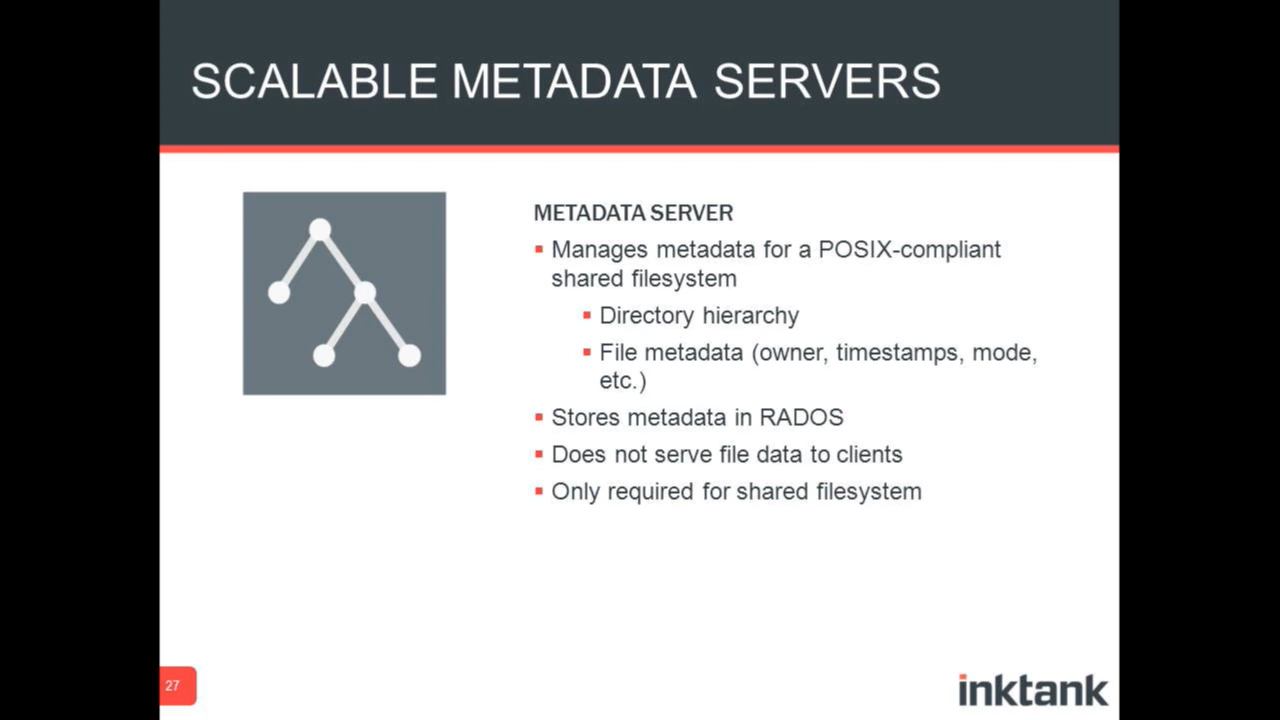 SCALABLE METADATA SERVERS
METADATA SERVER
▪ Manages metadata for a POSIX-compliant
shared filesystem
▪ Directory hierarchy
▪ File metadata (owner, timestamps, mode,
etc.)
▪ Stores metadata in RADOS
▪ Does not serve file data to clients
▪ Only required for shared filesystem
27
inktank